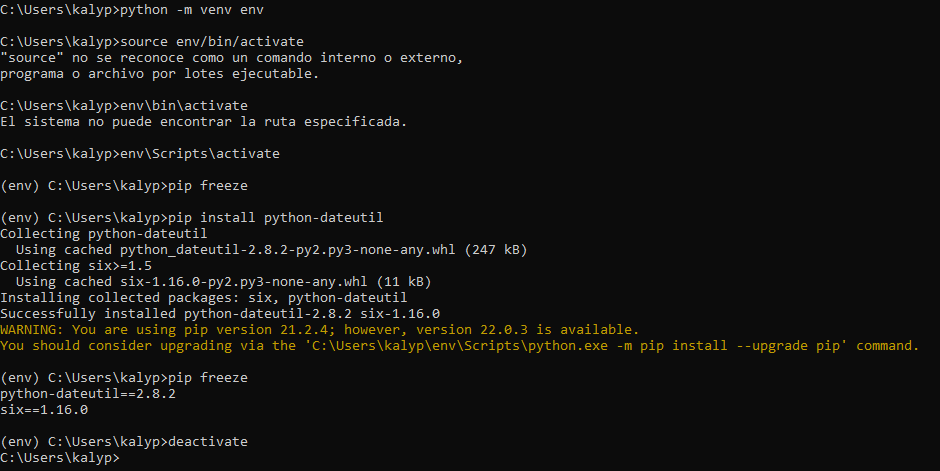 C:\Users\kalyp>python -m venv env
C:\Users\kalyp>source env/bin/activate
"source" no se reconoce como un comando interno o externo,
programa o archivo por lotes ejecutable.
C:\Users\kalyp>env\bin\activate
El sistema no puede encontrar la ruta especificada.
C:\Users\kalyp>env\Scripts\activate
(env) C:\Users\kalyp>pip freeze
(env) C:\Users\kalyp>pip install python-dateutil
Collecting python-dateutil
  Using cached python_dateutil-2.8.2-py2.py3-none-any.whl (247 kB)
Collecting six>=1.5
  Using cached six-1.16.0-py2.py3-none-any.whl (11 kB)
Installing collected packages: six, python-dateutil
Successfully installed python-dateutil-2.8.2 six-1.16.0
WARNING: You are using pip version 21.2.4; however, version 22.0.3 is available.
You should consider upgrading via the 'C:\Users\kalyp\env\Scripts\python.exe -m pip install --upgrade pip' command.
(env) C:\Users\kalyp>pip freeze
python-dateutil==2.8.2
six==1.16.0
(env) C:\Users\kalyp>deactivate
C:\Users\kalyp>